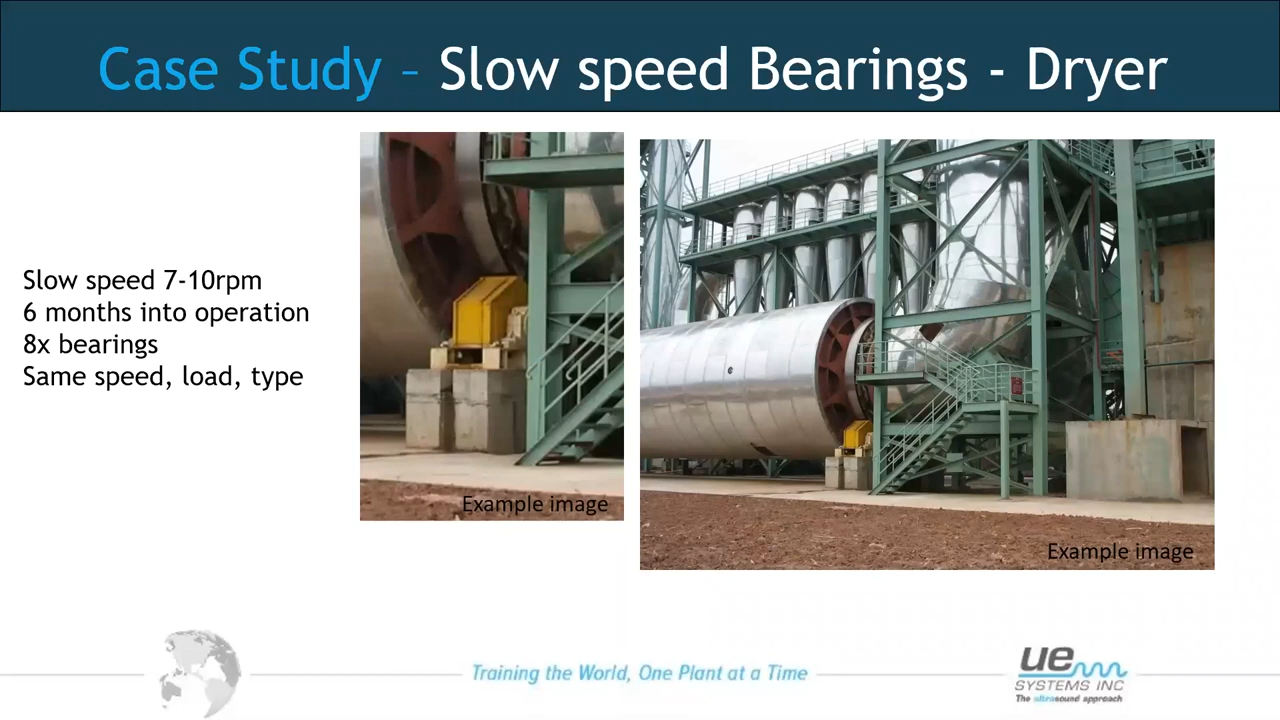 Case Study – Slow speed Bearings - Dryer
Slow speed 7-10rpm
6 months into operation
8x bearings
Same speed, load, type
Example image
Example image
Training the World, One Plant at a Time
ue
SYSTEMS INC
The ultrasound approach